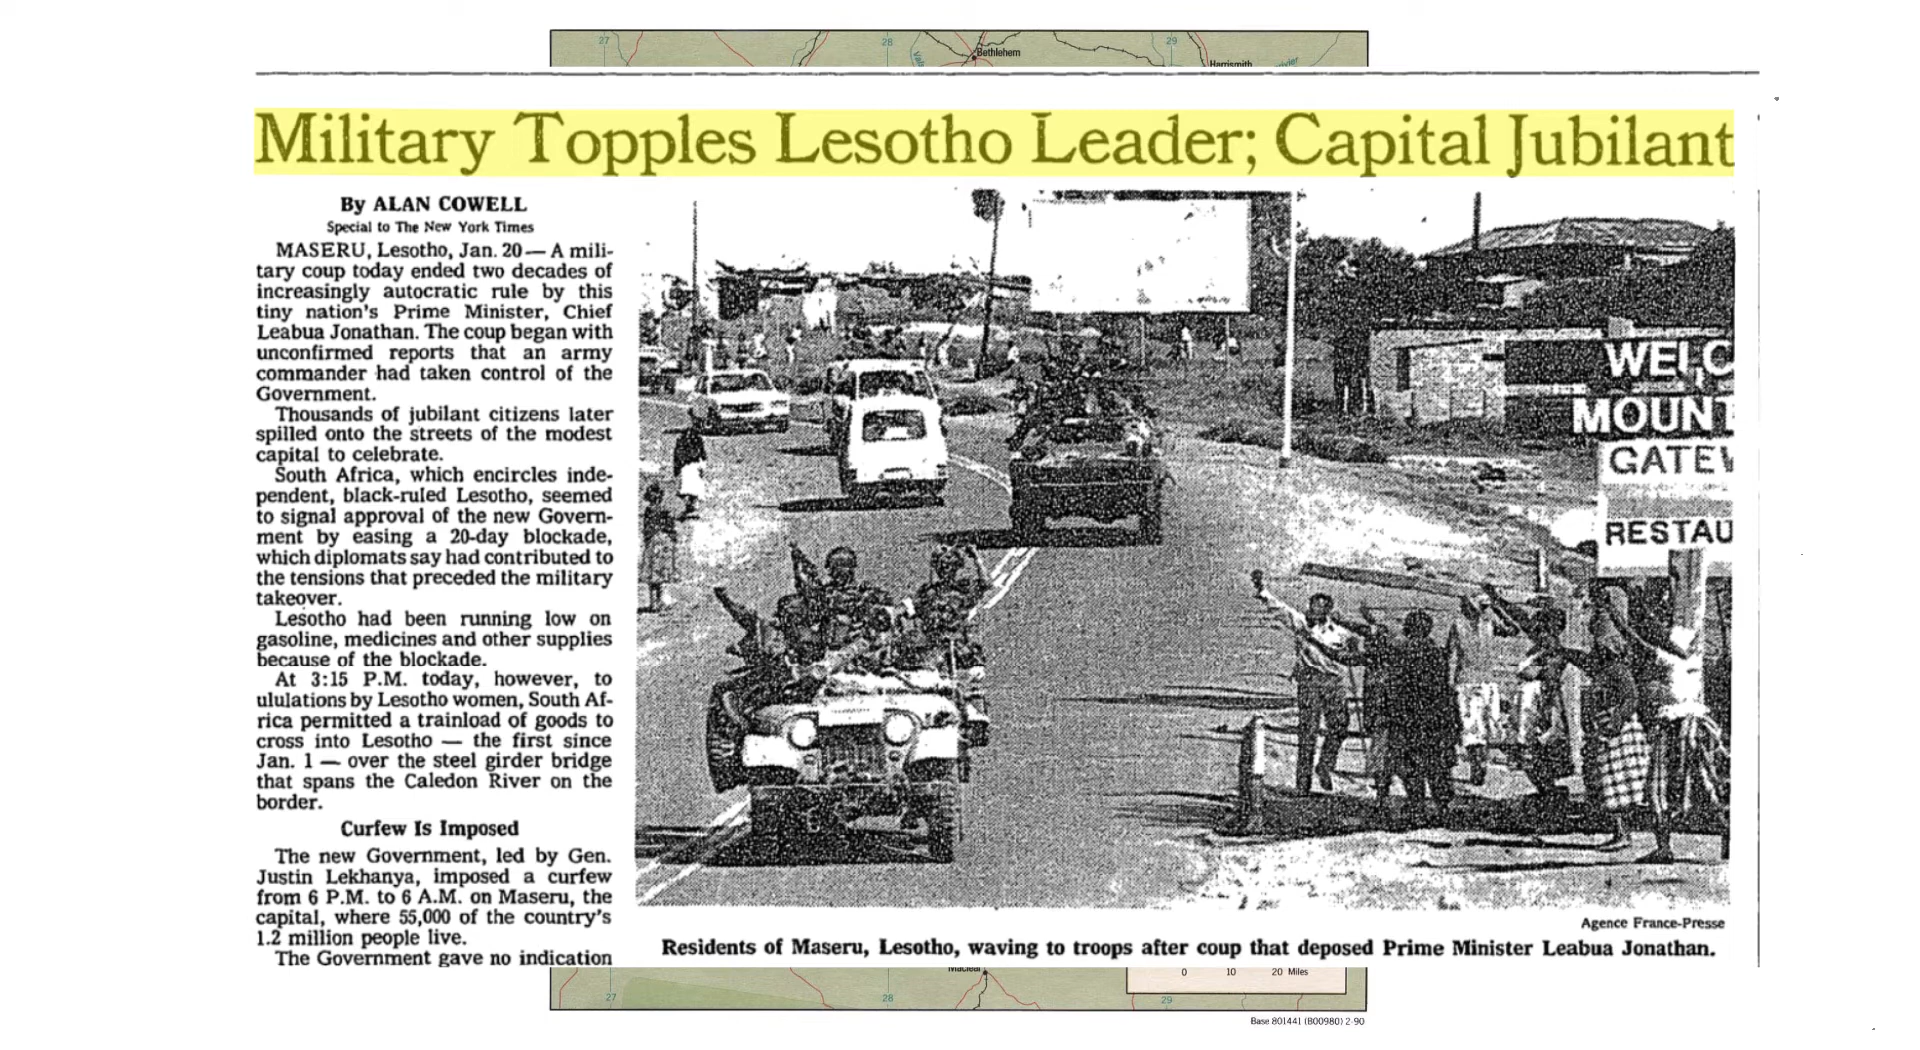 27
28
29
Bethlehem
Harrismith
Military Topples Lesotho Leader; Capital Jubilant
By ALAN COWELL
Special to The New York Times
MASERU, Lesotho, Jan. 20 — A mili-
tary coup today ended two decades of
increasingly autocratic rule by this
tiny nation's Prime Minister, Chief
Leabua Jonathan. The coup began with
unconfirmed reports that an army
commander had taken control of the
Government.
Thousands of jubilant citizens later
spilled onto the streets of the modest
capital to celebrate.
South Africa, which encircles inde-
pendent, black-ruled Lesotho, seemed
to signal approval of the new Govern-
ment by easing a 20-day blockade,
which diplomats say had contributed to
the tensions that preceded the military
takeover.
Lesotho had been running low on
gasoline, medicines and other supplies
because of the blockade.
At 3:15 P.M. today, however, to
ululations by Lesotho women, South Af-
rica permitted a trainload of goods to
cross into Lesotho — the first since
Jan. 1 — over the steel girder bridge
that spans the Caledon River on the
border.
Curfew Is Imposed
The new Government, led by Gen.
Justin Lekhanya, imposed a curfew
from 6 P.M. to 6 A.M. on Maseru, the
capital, where 55,000 of the country's
1.2 million people live.
The Government gave no indication
WELC
MOUNT
GATEW
RESTAU
Agence France-Presse
Residents of Maseru, Lesotho, waving to troops after coup that deposed Prime Minister Leabua Jonathan.
Maclear
0 10 20 Miles
27
28
29
Base 801441 (B00980) 2-90